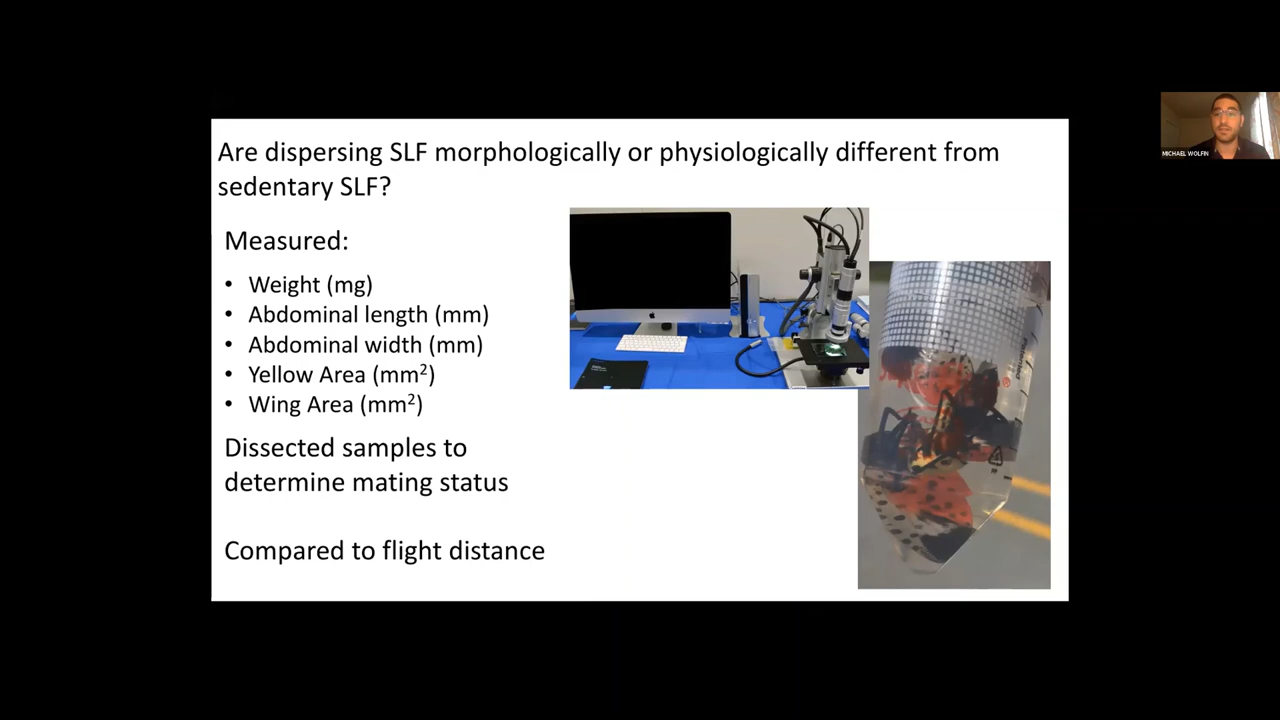 Are dispersing SLF morphologically or physiologically different from
sedentary SLF?
Measured:
• Weight (mg)
• Abdominal length (mm)
• Abdominal width (mm)
• Yellow Area (mm²)
• Wing Area (mm²)
Dissected samples to
determine mating status
Compared to flight distance
MICHAEL WOLFIN